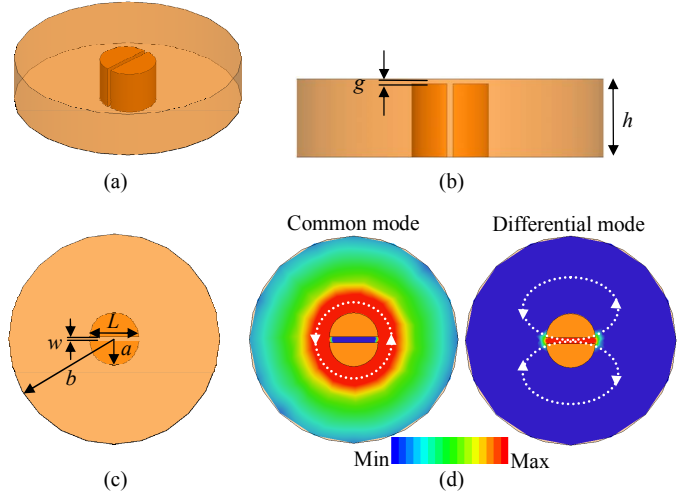 g
h
(a)
(b)
Common mode
Differential mode
L
w
a
b
Min
Max
(c)
(d)